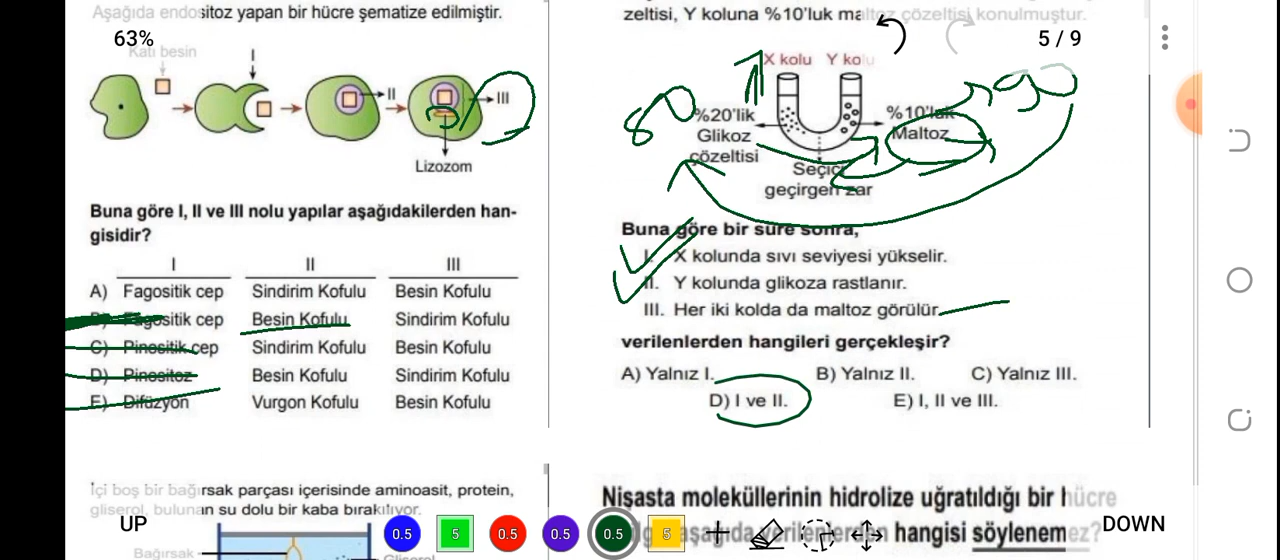 Aşağıda endositoz yapan bir hücre şematize edilmiştir.
63%
Katı besin
I
II
III
Lizozom
Buna göre I, II ve III nolu yapılar aşağıdakilerden han-
gisidir?
I II III
A) Fagositik cep Sindirim Kofulu Besin Kofulu
B) Fagositik cep Besin Kofulu Sindirim Kofulu
C) Pinositik cep Sindirim Kofulu Besin Kofulu
D) Pinositoz Besin Kofulu Sindirim Kofulu
E) Difüzyon Vurgon Kofulu Besin Kofulu
İçi boş bir bağırsak parçası içerisinde aminoasit, protein,
gliserol, bulunan su dolu bir kaba bırakılıyor.
UP
Bağırsak
Gliserol
zeltisi, Y koluna %10'luk maltoz çözeltisi konulmuştur.
5 / 9
X kolu Y kolu
80
90
%20'lik
Glikoz
çözeltisi
%10'luk
Maltoz
Seçici
geçirgen zar
Buna göre bir süre sonra,
I. X kolunda sıvı seviyesi yükselir.
II. Y kolunda glikoza rastlanır.
III. Her iki kolda da maltoz görülür.
verilenlerden hangileri gerçekleşir?
A) Yalnız I. B) Yalnız II. C) Yalnız III.
D) I ve II. E) I, II ve III.
Nişasta moleküllerinin hidrolize uğratıldığı bir hücre
aşağıda verilenlerden hangisi söylenemez?
0.5 5 0.5 0.5 0.5 5
DOWN